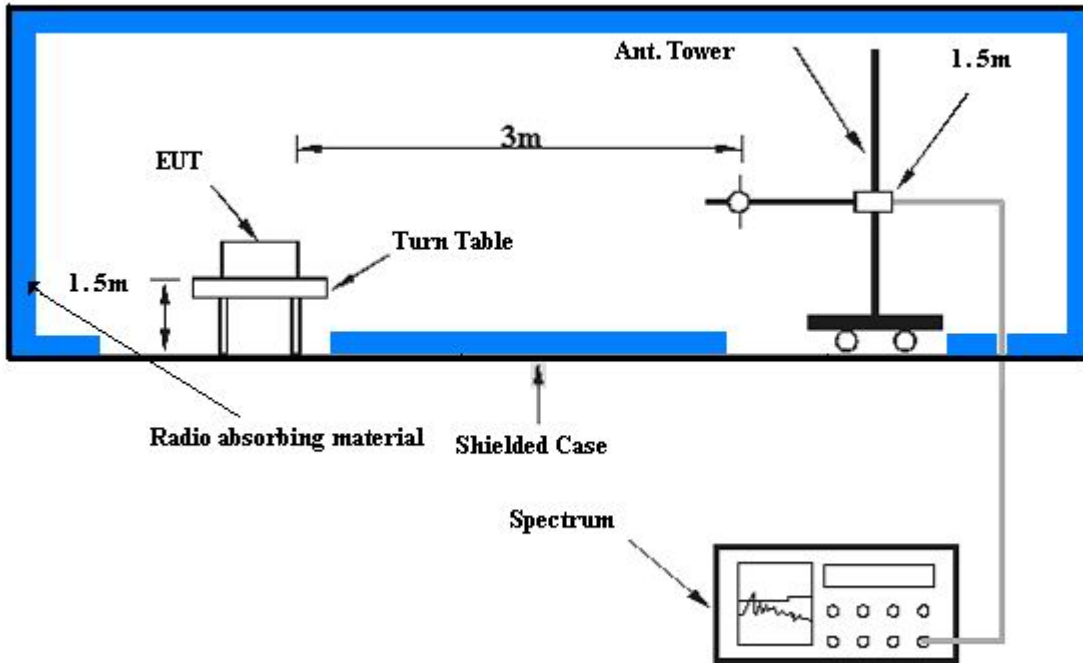 Ant. Tower
1.5m
3m
EUT
Turn Table
1.5m
Radio absorbing material
Shielded Case
Spectrum